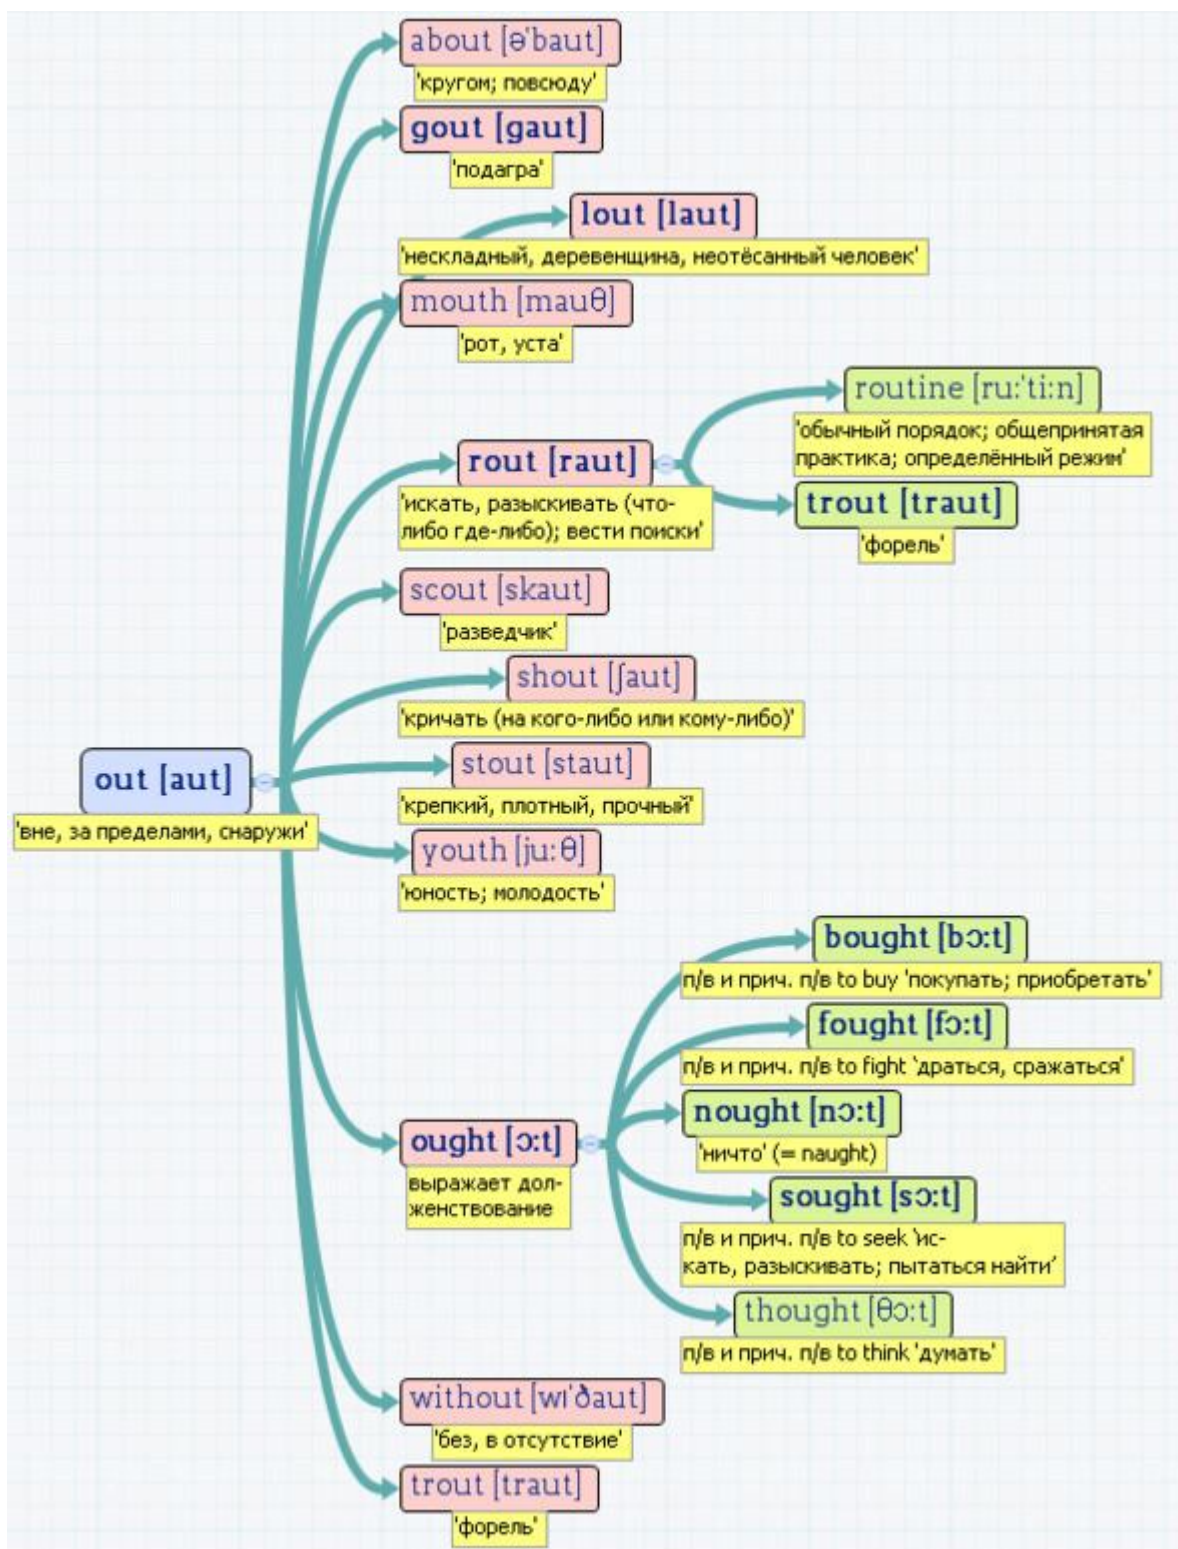 about [ə'baut]
'кругом; повсюду'
gout [gaut]
'подагра'
lout [laut]
'нескладный, деревенщина, неотёсанный человек'
mouth [mauθ]
'рот, уста'
routine [ru:'ti:n]
'обычный порядок; общепринятая
практика; определённый режим'
rout [raut]
'искать, разыскивать (что-
либо где-либо); вести поиски'
trout [traut]
'форель'
scout [skaut]
'разведчик'
shout [ʃaut]
'кричать (на кого-либо или кому-либо)'
stout [staut]
'крепкий, плотный, прочный'
out [aut]
'вне, за пределами, снаружи'
youth [ju:θ]
'юность; молодость'
bought [bɔ:t]
п/в и прич. п/в to buy 'покупать; приобретать'
fought [fɔ:t]
п/в и прич. п/в to fight 'драться, сражаться'
nought [nɔ:t]
'ничто' (= naught)
ought [ɔ:t]
выражает дол-
женствование
sought [sɔ:t]
п/в и прич. п/в to seek 'ис-
кать, разыскивать; пытаться найти'
thought [θɔ:t]
п/в и прич. п/в to think 'думать'
without [wɪ'ðaut]
'без, в отсутствие'
trout [traut]
'форель'